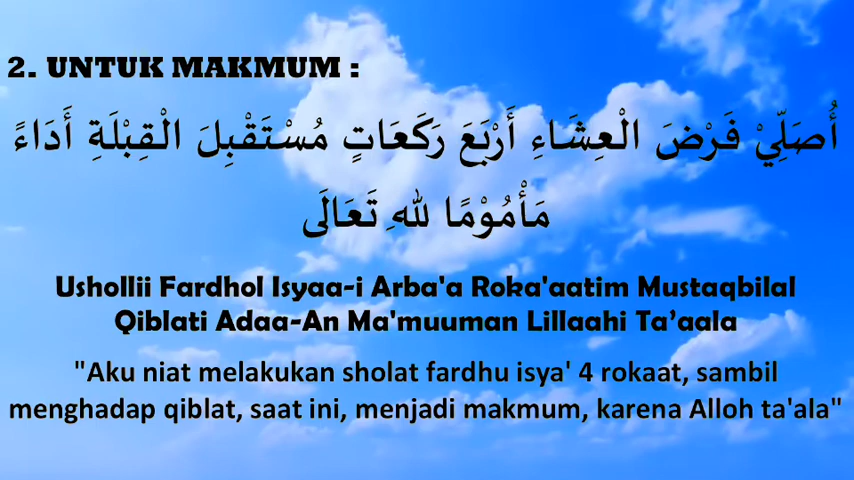 2. UNTUK MAKMUM :
أُصَلِّيْ فَرْضَ الْعِشَاءِ أَرْبَعَ رَكَعَاتٍ مُسْتَقْبِلَ الْقِبْلَةِ أَدَاءً
مَأْمُوْمًا لله ِ تَعَالَى
Ushollii Fardhol Isyaa-i Arba'a Roka'aatim Mustaqbilal
Qiblati Adaa-An Ma'muuman Lillaahi Ta’aala
"Aku niat melakukan sholat fardhu isya' 4 rokaat, sambil
menghadap qiblat, saat ini, menjadi makmum, karena Alloh ta'ala"